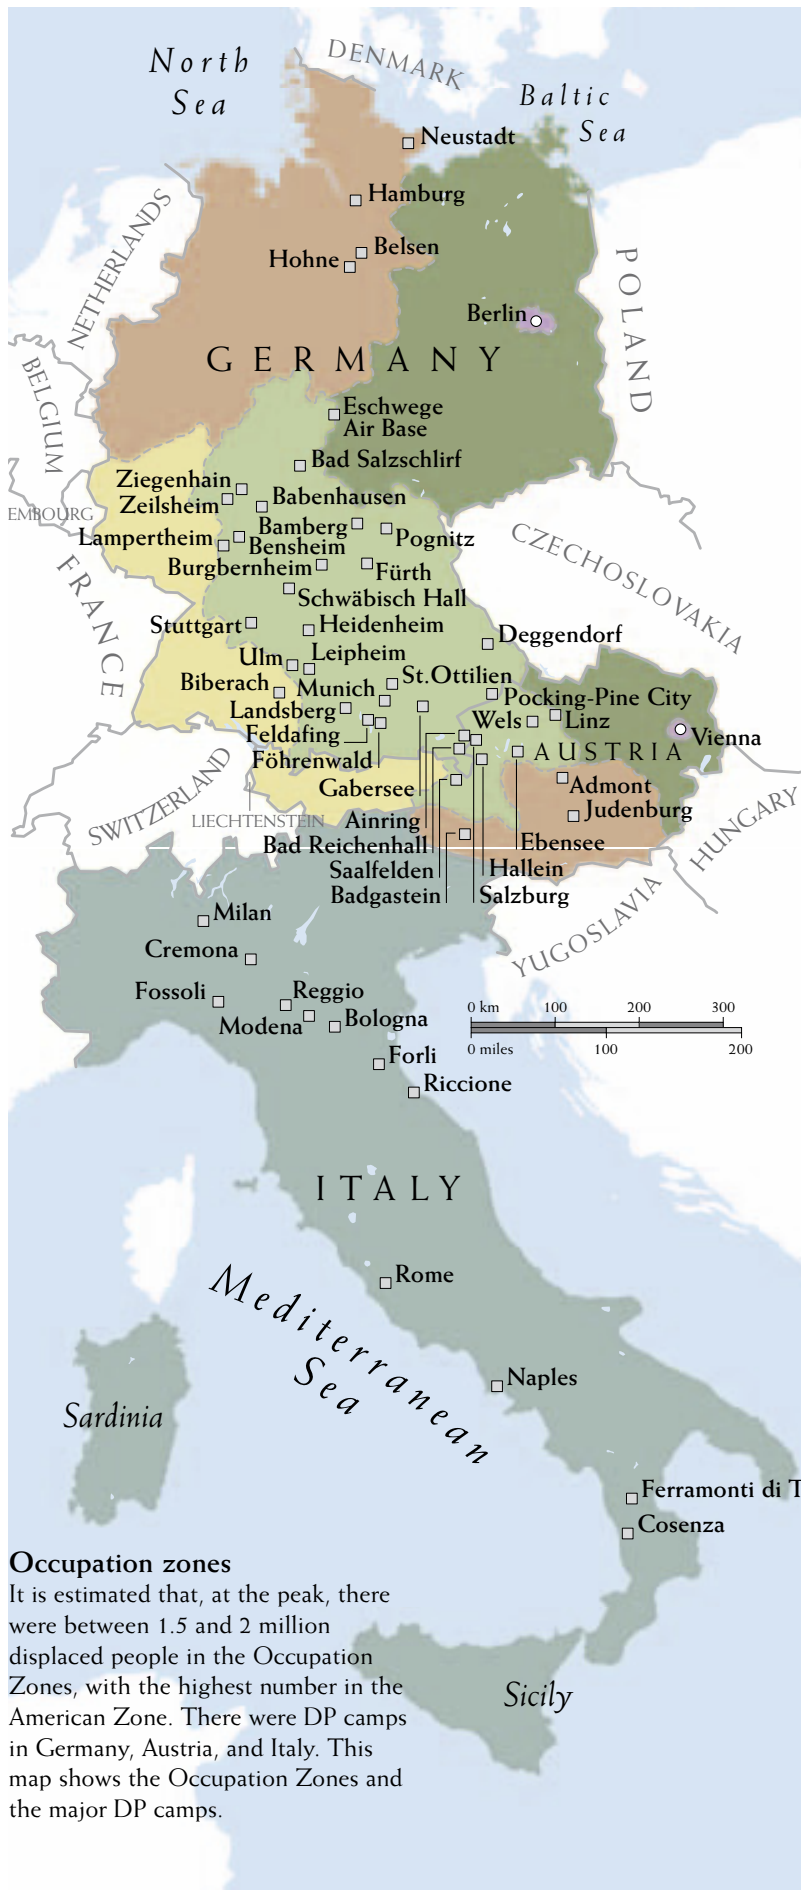 North
Sea
DENMARK
Baltic
Sea
Neustadt
Hamburg
NETHERLANDS
Belsen
Hohne
POLAND
Berlin
GERMANY
BELGIUM
Eschwege
Air Base
Bad Salzschlirf
Ziegenhain
Zeilsheim
Babenhausen
EMBOURG
Bamberg
Pognitz
Lampertheim
Bensheim
CZECHOSLOVAKIA
Burgbernheim
Fürth
FRANCE
Schwäbisch Hall
Stuttgart
Heidenheim
Deggendorf
Ulm
Leipheim
Biberach
Munich
St.Ottilien
Pocking-Pine City
Landsberg
Wels
Linz
Feldafing
Vienna
Föhrenwald
AUSTRIA
Gabersee
Admont
SWITZERLAND
LIECHTENSTEIN
Judenburg
HUNGARY
Ainring
Bad Reichenhall
Ebensee
Saalfelden
Hallein
Badgastein
Salzburg
YUGOSLAVIA
Milan
Cremona
Fossoli
Reggio
Modena
Bologna
0 km 100 200 300
0 miles 100 200
Forli
Riccione
ITALY
Rome
Mediterranean
Sea
Naples
Sardinia
Ferramonti di T
Cosenza
Occupation zones
It is estimated that, at the peak, there
were between 1.5 and 2 million
displaced people in the Occupation
Zones, with the highest number in the
American Zone. There were DP camps
in Germany, Austria, and Italy. This
map shows the Occupation Zones and
the major DP camps.
Sicily